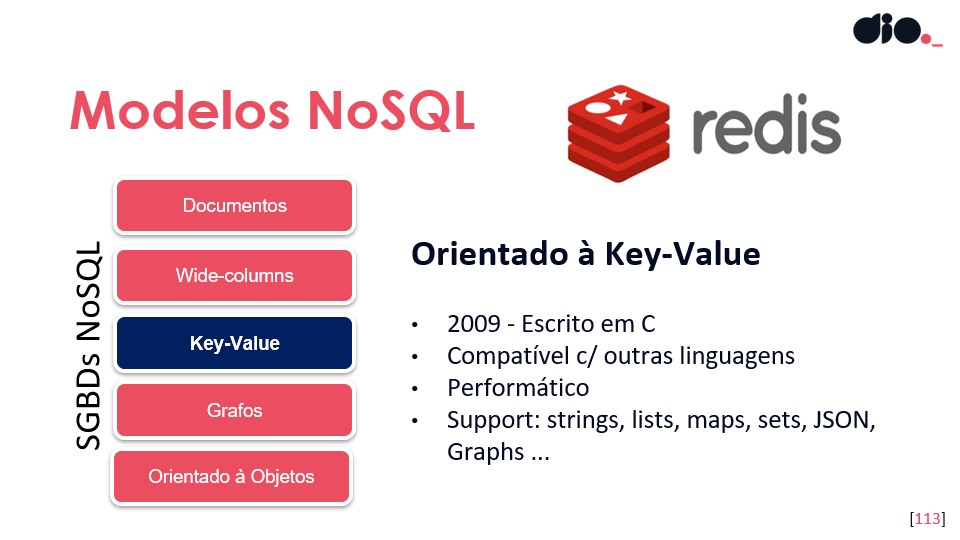 dio._
Modelos NoSQL
redis
SGBDs NoSQL
Documentos
Wide-columns
Key-Value
Grafos
Orientado à Objetos
Orientado à Key-Value
• 2009 - Escrito em C
• Compatível c/ outras linguagens
• Performático
• Support: strings, lists, maps, sets, JSON,
Graphs ...
[113]